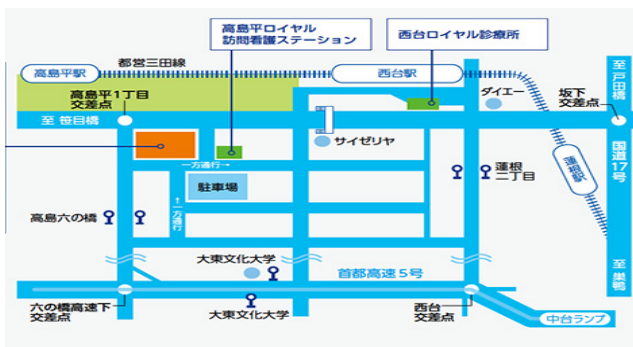 高島平ロイヤル
訪問看護ステーション
西台ロイヤル診療所
都営三田線
高島平駅
西台駅
至戸田橋
ダイエー
坂下
交差点
高島平1丁目
交差点
至 笹目橋
サイゼリヤ
国道17号
一方通行→
蓮根
二丁目
蓮根駅
駐車場
←一方通行
高島六の橋
大東文化大学
首都高速5号
至巣鴨
六の橋高速下
交差点
大東文化大学
西台
交差点
中台ランプ